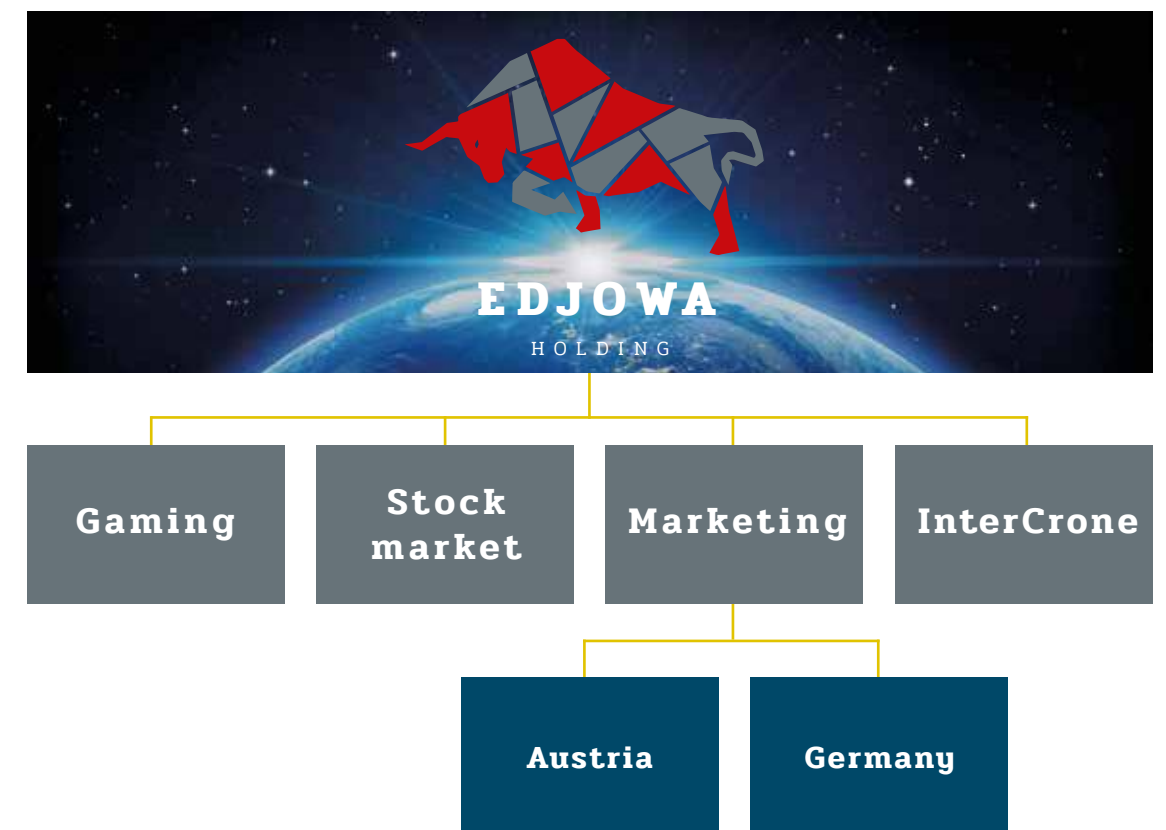 EDJOWA
HOLDING
Gaming
Stock
market
Marketing
InterCrone
Austria
Germany